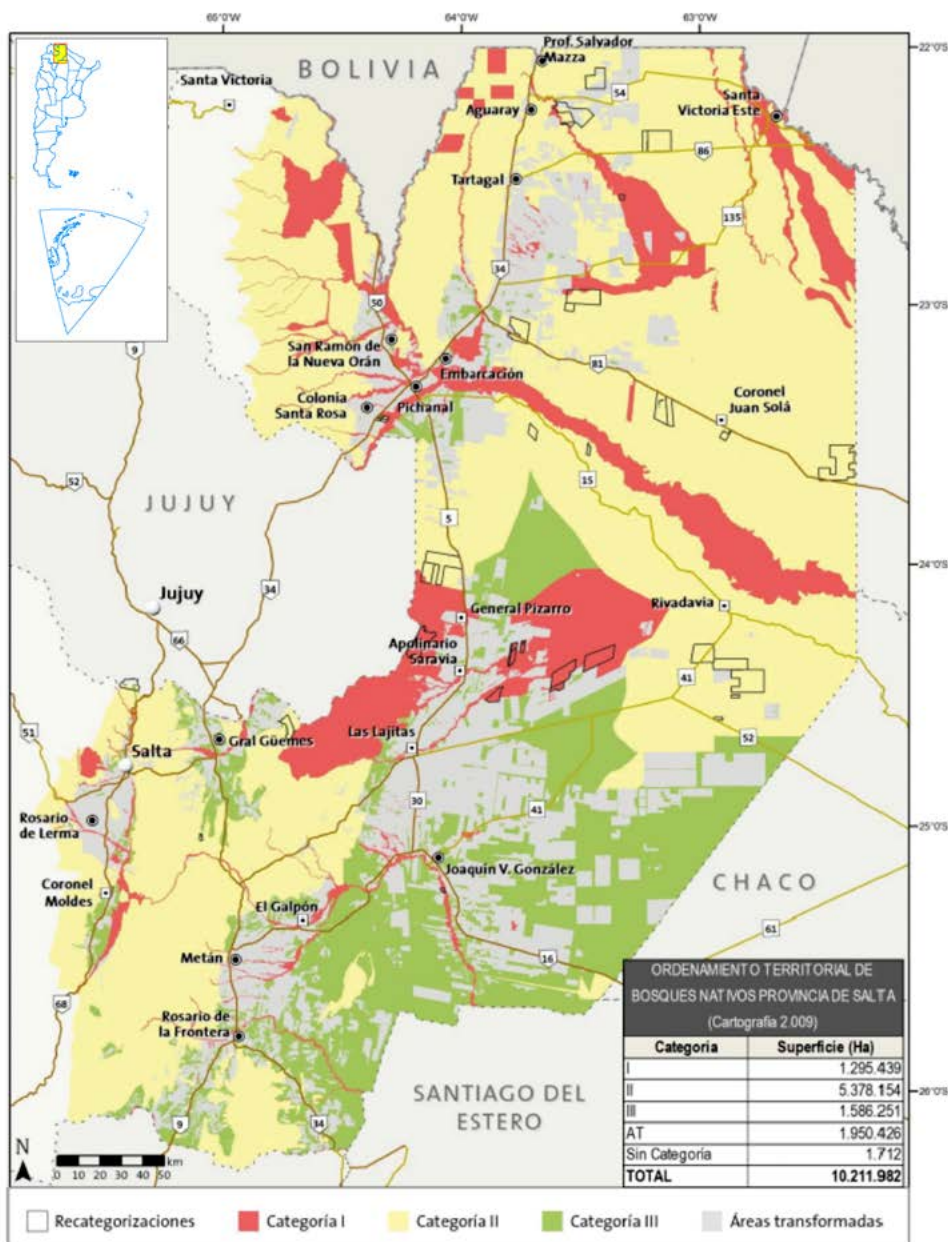 65°0'W
64°0'W
63°0'W
22°0'S
23°0'S
24°0'S
25°0'S
26°0'S
BOLIVIA
Prof. Salvador
Mazza
Santa Victoria
Aguaray
54
Santa
Victoria Este
86
Tartagal
135
34
50
9
San Ramón de
la Nueva Orán
Embarcación
81
Colonia
Santa Rosa
Pichanal
Coronel
Juan Solá
52
15
JUJUY
5
Jujuy
34
General Pizarro
Rivadavia
66
Apolinario
Saravia
41
51
Gral Güemes
Las Lajitas
52
Salta
30
41
Rosario
de Lerma
Joaquín V. González
CHACO
Coronel
Moldes
El Galpón
61
Metán
16
68
Rosario de
la Frontera
SANTIAGO DEL
ESTERO
9
34
N
0 10 20 30 40 50 km
ORDENAMIENTO TERRITORIAL DE
BOSQUES NATIVOS PROVINCIA DE SALTA
(Cartografía 2.009)
Categoria Superficie (Ha)
I 1.295.439
II 5.378.154
III 1.586.251
AT 1.950.426
Sin Categoría 1.712
TOTAL 10.211.982
Recategorizaciones Categoría I Categoría II Categoría III Áreas transformadas